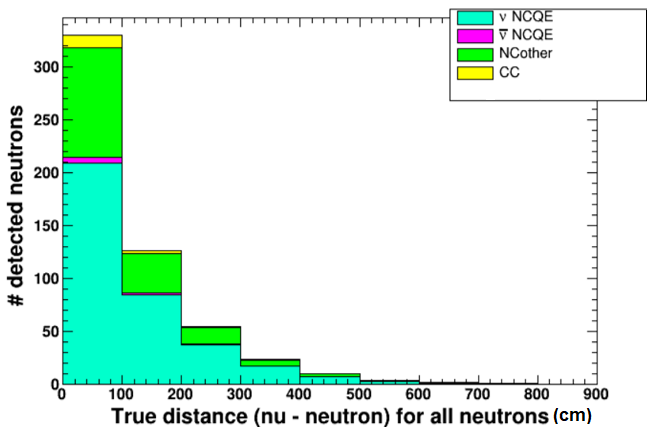 ν NCQE
ν̅ NCQE
NCother
CC
# detected neutrons
300
250
200
150
100
50
0
0 100 200 300 400 500 600 700 800 900
True distance (nu - neutron) for all neutrons (cm)